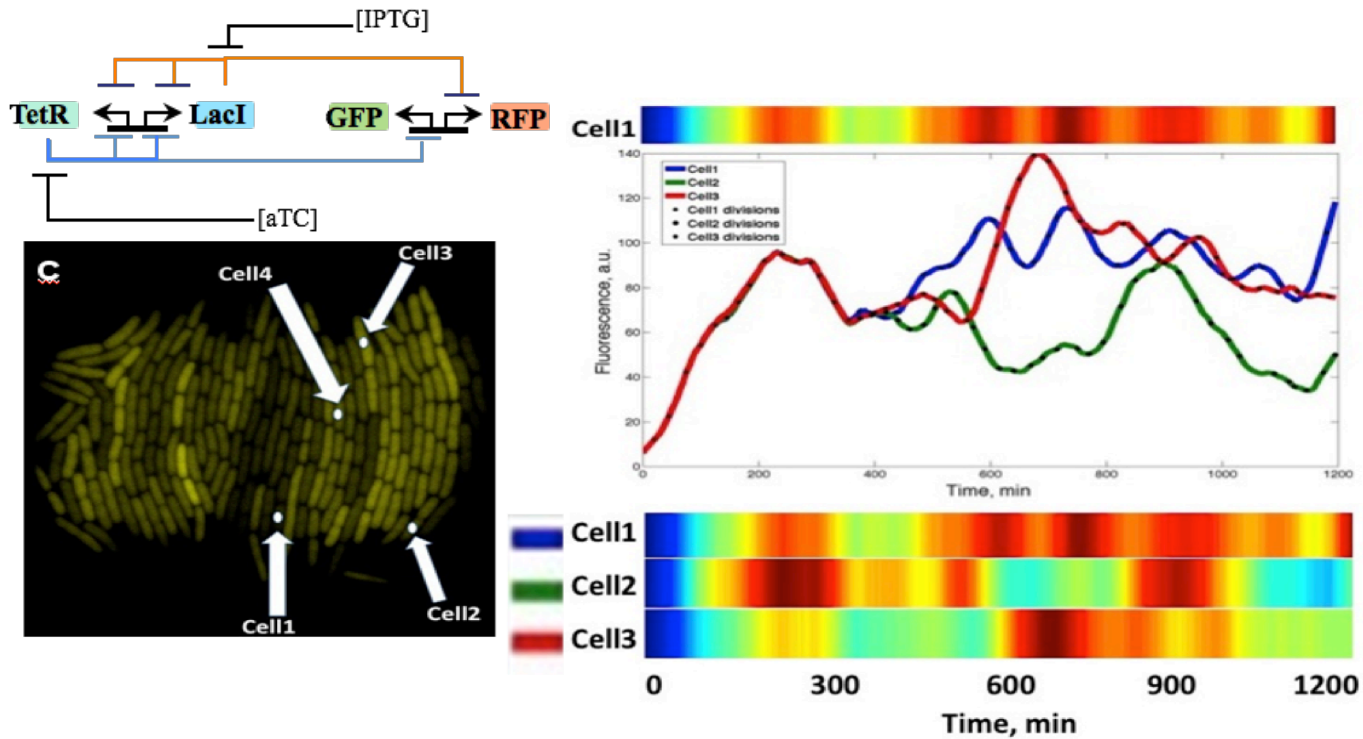 [IPTG]
TetR
LacI
GFP
RFP
[aTC]
C
Cell4
Cell3
Cell1
Cell2
Cell1
140
120
100
80
60
40
20
0
Fluorescence, a.u.
Cell1
Cell2
Cell3
Cell1 divisions
Cell2 divisions
Cell3 divisions
0 200 400 600 800 1000 1200
Time, min
Cell1
Cell2
Cell3
0 300 600 900 1200
Time, min